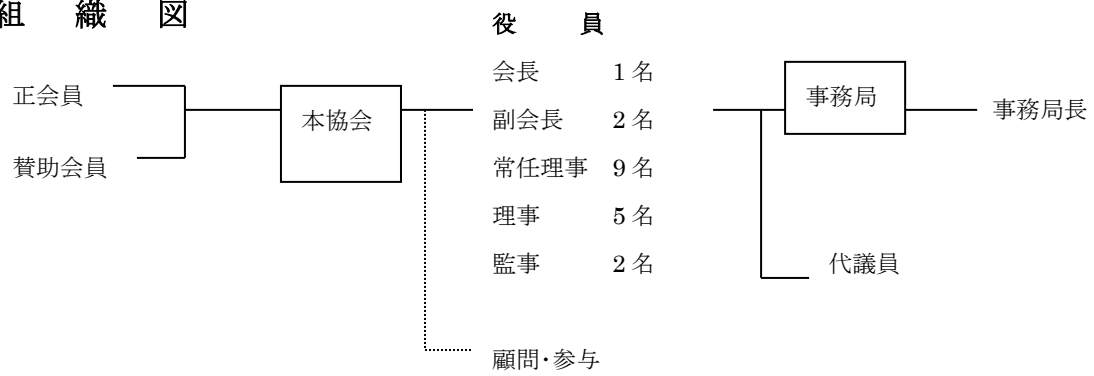 組 織 図
正会員
賛助会員
本協会
役 員
会長 1名
副会長 2名
常任理事 9名
理事 5名
監事 2名
顧問・参与
事務局
事務局長
代議員